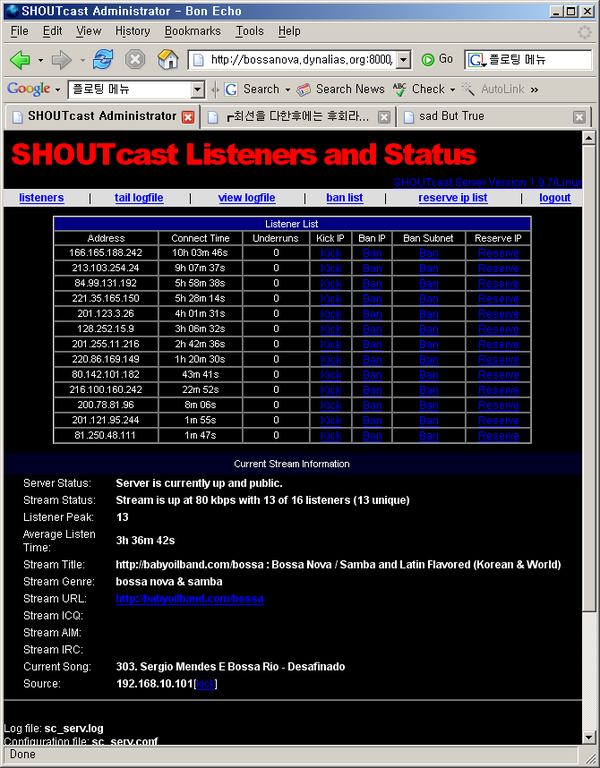 SHOUTcast Administrator - Bon Echo
File Edit View History Bookmarks Tools Help
http://bossanova.dynalias.org:8000, Go 플로팅 메뉴
Google 플로팅 메뉴 Search Search News Check AutoLink »
SHOUTcast Administrator ┏최선을 다한후에는 후회라... sad But True
SHOUTcast Listeners and Status
SHOUTcast Server Version 1.9.7/Linux
listeners | tail logfile | view logfile | ban list | reserve ip list | logout
Listener List
Address Connect Time Underruns Kick IP Ban IP Ban Subnet Reserve IP
166.165.188.242 10h 03m 46s 0 Kick Ban Ban Reserve
213.103.254.24 9h 07m 37s 0 Kick Ban Ban Reserve
84.99.131.192 5h 58m 38s 0 Kick Ban Ban Reserve
221.35.165.150 5h 28m 14s 0 Kick Ban Ban Reserve
201.123.3.26 4h 01m 31s 0 Kick Ban Ban Reserve
128.252.15.9 3h 06m 32s 0 Kick Ban Ban Reserve
201.255.11.216 2h 42m 36s 0 Kick Ban Ban Reserve
220.86.169.149 1h 20m 30s 0 Kick Ban Ban Reserve
80.142.101.182 43m 41s 0 Kick Ban Ban Reserve
216.100.160.242 22m 52s 0 Kick Ban Ban Reserve
200.78.81.96 8m 06s 0 Kick Ban Ban Reserve
201.121.95.244 1m 55s 0 Kick Ban Ban Reserve
81.250.48.111 1m 47s 0 Kick Ban Ban Reserve
Current Stream Information
Server Status: Server is currently up and public.
Stream Status: Stream is up at 80 kbps with 13 of 16 listeners (13 unique)
Listener Peak: 13
Average Listen Time: 3h 36m 42s
Stream Title: http://babyoilband.com/bossa : Bossa Nova / Samba and Latin Flavored (Korean & World)
Stream Genre: bossa nova & samba
Stream URL: http://babyoilband.com/bossa
Stream ICQ:
Stream AIM:
Stream IRC:
Current Song: 303. Sergio Mendes E Bossa Rio - Desafinado
Source: 192.168.10.101[kick]
Log file: sc_serv.log
Configuration file: sc_serv.conf
Done